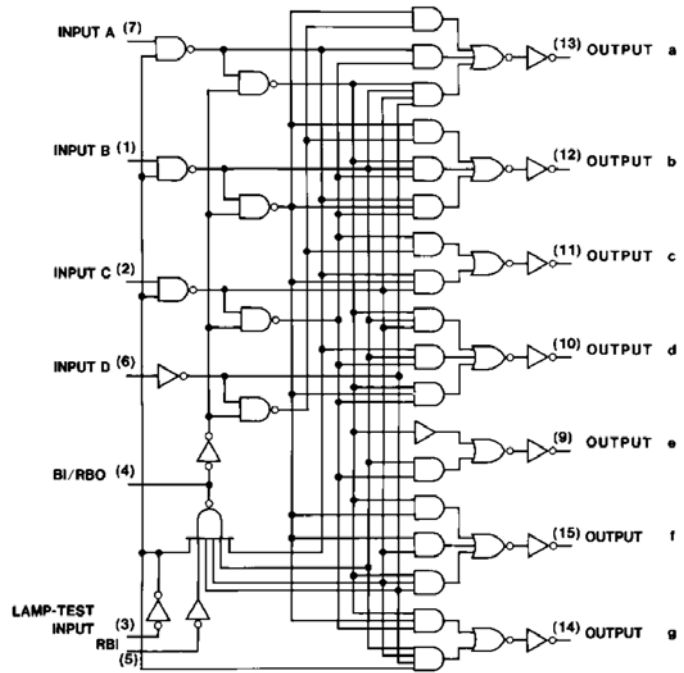 INPUT A (7)
(13) OUTPUT a
INPUT B (1)
(12) OUTPUT b
(11) OUTPUT c
INPUT C (2)
(10) OUTPUT d
INPUT D (6)
(9) OUTPUT e
BI/RBO (4)
(15) OUTPUT f
LAMP-TEST
INPUT
(3)
RBI
(5)
(14) OUTPUT g